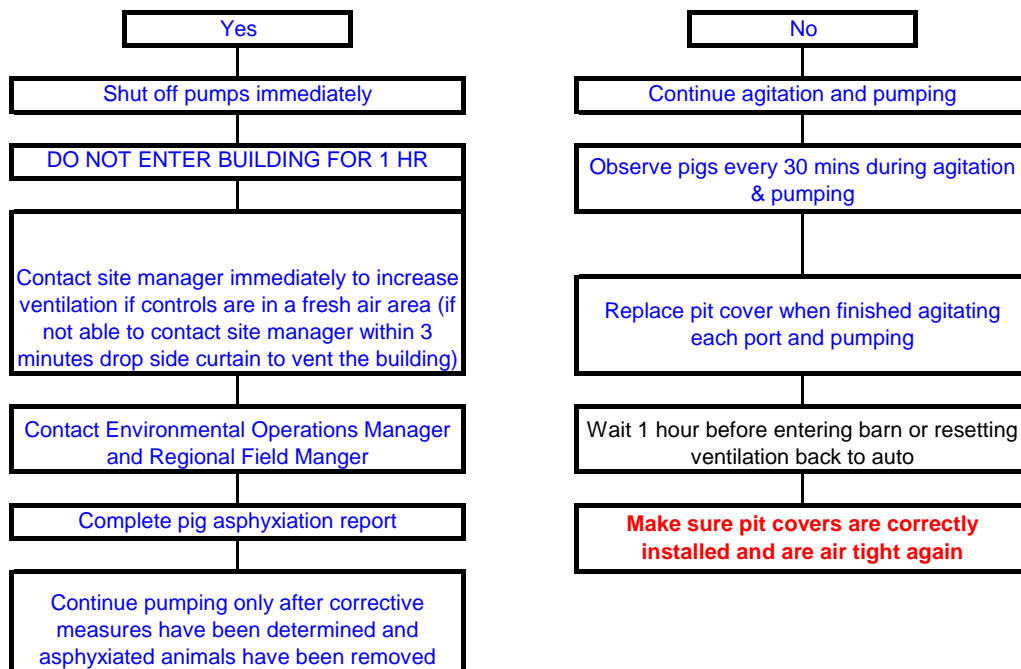 Yes
Shut off pumps immediately
DO NOT ENTER BUILDING FOR 1 HR
Contact site manager immediately to increase
ventilation if controls are in a fresh air area (if
not able to contact site manager within 3
minutes drop side curtain to vent the building)
Contact Environmental Operations Manager
and Regional Field Manger
Complete pig asphyxiation report
Continue pumping only after corrective
measures have been determined and
asphyxiated animals have been removed
No
Continue agitation and pumping
Observe pigs every 30 mins during agitation
& pumping
Replace pit cover when finished agitating
each port and pumping
Wait 1 hour before entering barn or resetting
ventilation back to auto
Make sure pit covers are correctly
installed and are air tight again